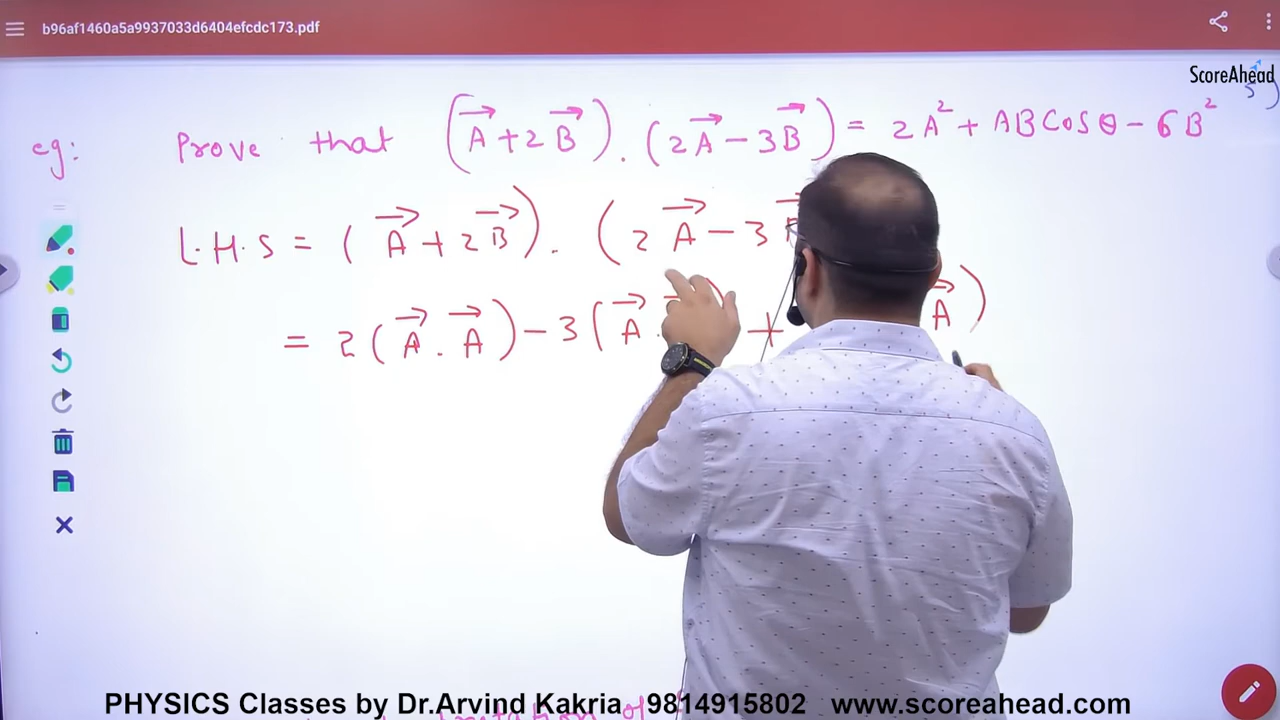 b96af1460a5a9937033d6404efcdc173.pdf
ScoreAhead
eg: Prove that (A⃗ + 2B⃗) . (2A⃗ − 3B⃗) = 2A² + AB Cos θ − 6B²
L.H.S = (A⃗ + 2B⃗) . (2A⃗ − 3
= 2(A⃗ . A⃗) − 3(A⃗ . ) + A⃗)
of
PHYSICS Classes by Dr.Arvind Kakria 9814915802 www.scoreahead.com